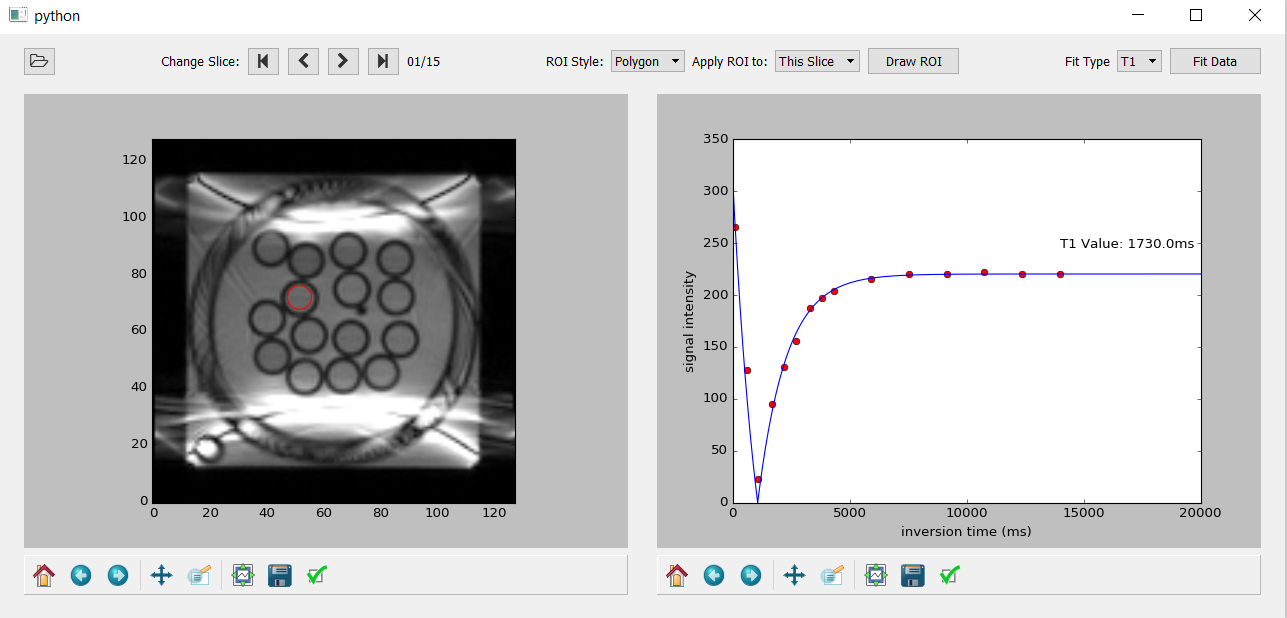 python
Change Slice: 01/15 ROI Style: Polygon Apply ROI to: This Slice Draw ROI Fit Type T1 Fit Data
120
100
80
60
40
20
0
0 20 40 60 80 100 120
350
300
250
200
150
100
50
0
signal intensity
T1 Value: 1730.0ms
0 5000 10000 15000 20000
inversion time (ms)